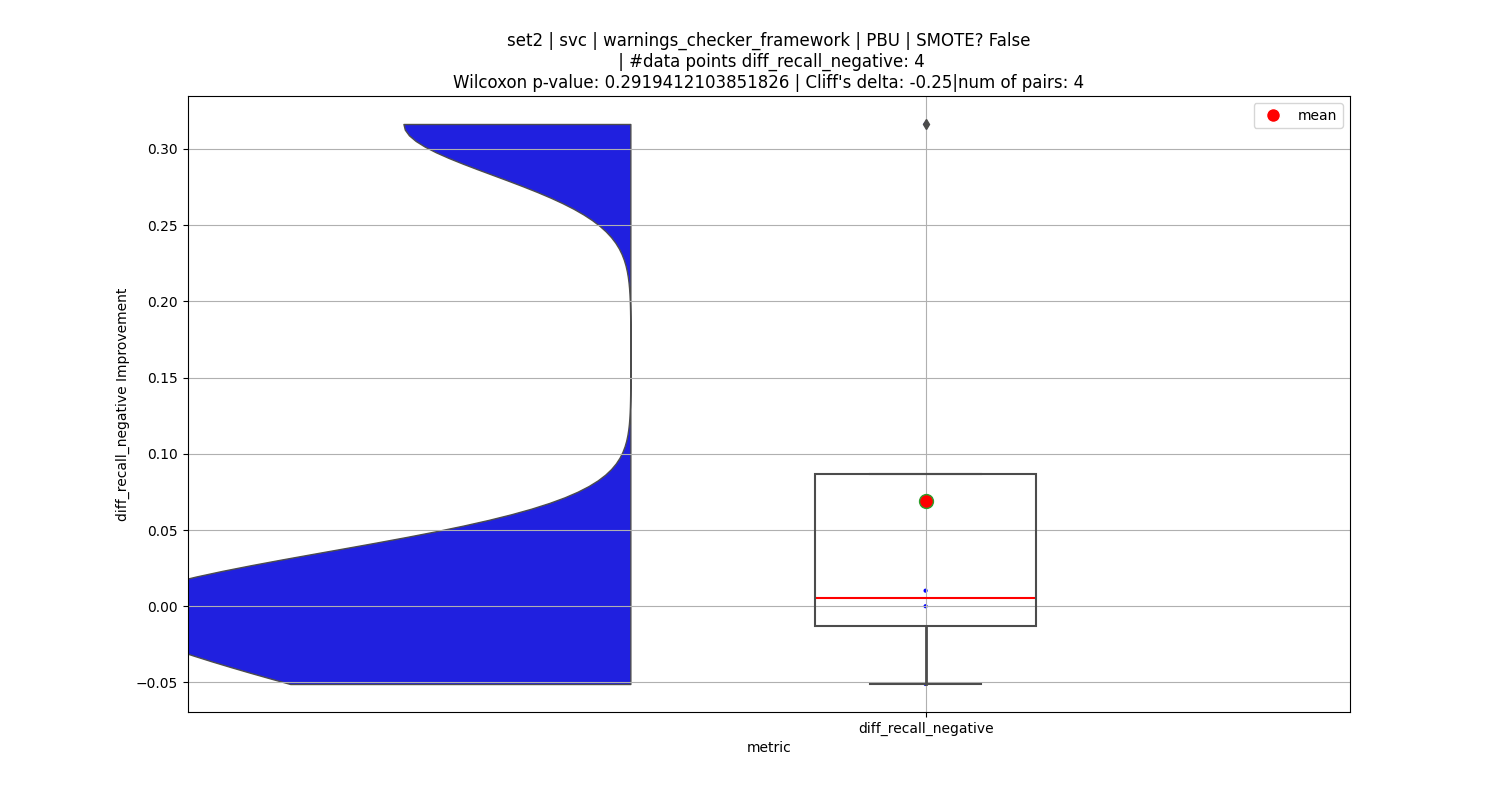 set2 | svc | warnings_checker_framework | PBU | SMOTE? False
| #data points diff_recall_negative: 4
Wilcoxon p-value: 0.2919412103851826 | Cliff's delta: -0.25|num of pairs: 4
mean
0.30
0.25
0.20
0.15
0.10
0.05
0.00
−0.05
diff_recall_negative Improvement
diff_recall_negative
metric